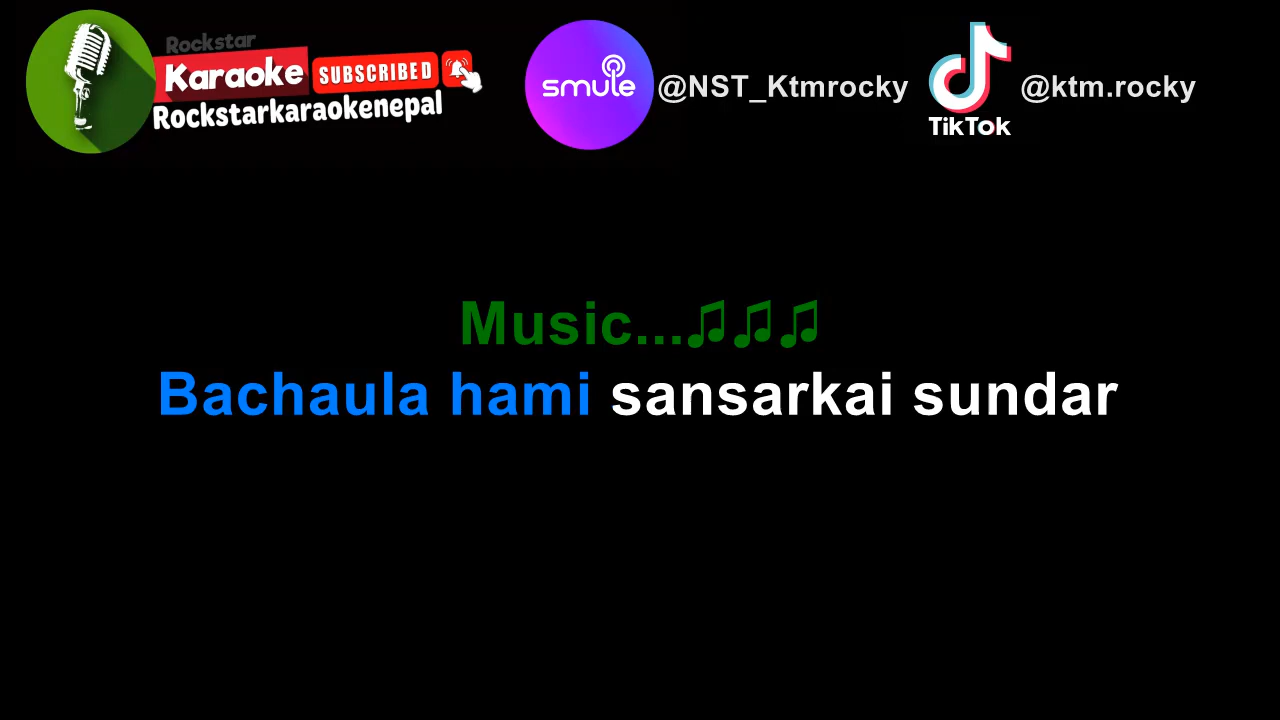 Rockstar
Karaoke SUBSCRIBED
Rockstarkaraokenepal
smule @NST_Ktmrocky
TikTok @ktm.rocky
Music...♫♫♫
Bachaula hami sansarkai sundar